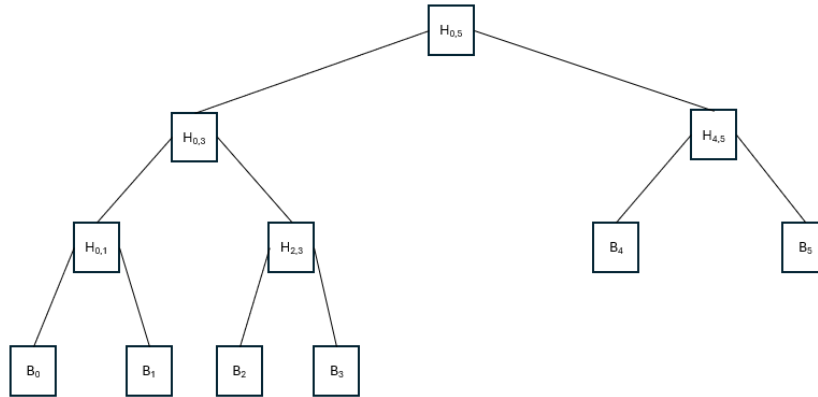 H₀,₅
H₀,₃
H₄,₅
H₀,₁
H₂,₃
B₄
B₅
B₀
B₁
B₂
B₃